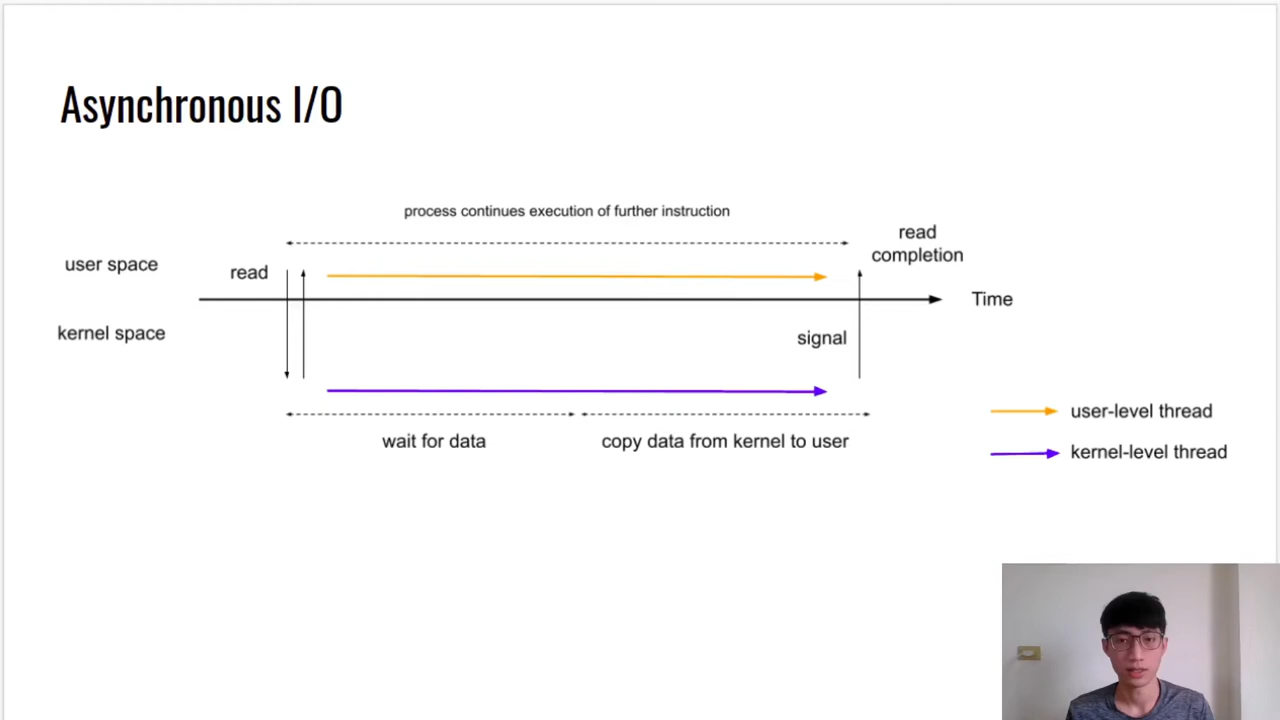 Asynchronous I/O
process continues execution of further instruction
read
completion
user space
read
Time
kernel space
signal
user-level thread
wait for data
copy data from kernel to user
kernel-level thread